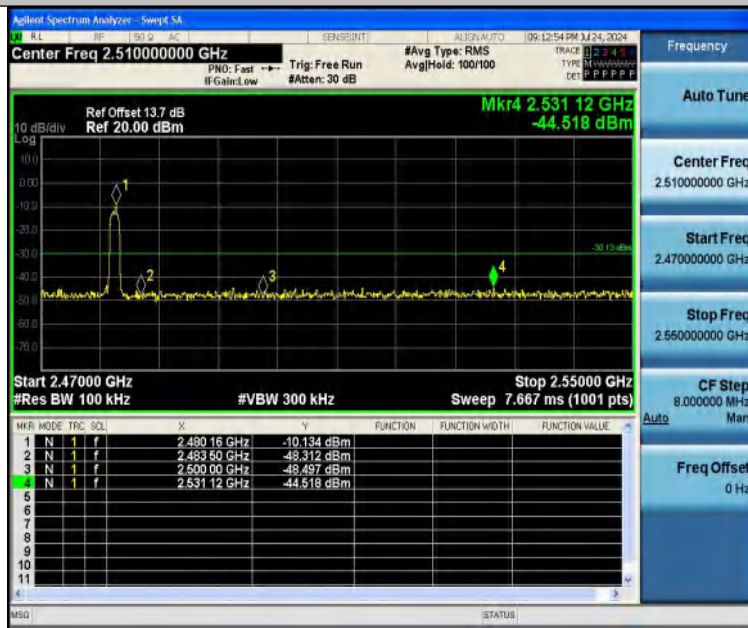 Agilent Spectrum Analyzer - Swept SA
RL RF 50 Ω AC SENSE:INT ALIGN AUTO 09:12:54 PM Jul 24, 2024
Center Freq 2.510000000 GHz
PNO: Fast
IFGain:Low
Trig: Free Run
#Atten: 30 dB
#Avg Type: RMS
Avg|Hold: 100/100
TRACE 1 2 3 4 5
TYPE M
DET P P P P P P
Frequency
Auto Tune
Center Freq
2.510000000 GHz
Start Freq
2.470000000 GHz
Stop Freq
2.550000000 GHz
CF Step
8.000000 MHz
Auto Man
Freq Offset
0 Hz
Mkr4 2.531 12 GHz
-44.518 dBm
Ref Offset 13.7 dB
10 dB/div Ref 20.00 dBm
Log
10.0
0.00
-10.0
-20.0
-30.0
-40.0
-50.0
-60.0
-70.0
1
2
3
4
-30.13 dBm
Start 2.47000 GHz Stop 2.55000 GHz
#Res BW 100 kHz #VBW 300 kHz Sweep 7.667 ms (1001 pts)
MKR MODE TRC SCL X Y FUNCTION FUNCTION WIDTH FUNCTION VALUE
1 N 1 f 2.480 16 GHz -10.134 dBm
2 N 1 f 2.483 50 GHz -48.312 dBm
3 N 1 f 2.500 00 GHz -48.497 dBm
4 N 1 f 2.531 12 GHz -44.518 dBm
5
6
7
8
9
10
11
MSG STATUS